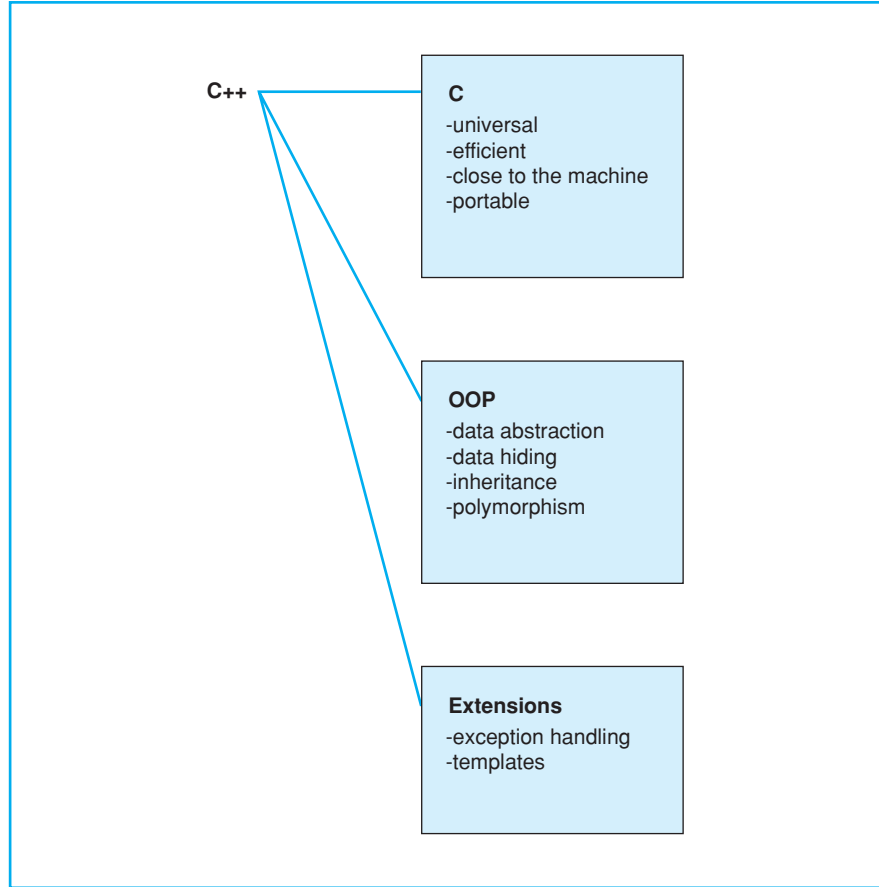 C++
C
-universal
-efficient
-close to the machine
-portable
OOP
-data abstraction
-data hiding
-inheritance
-polymorphism
Extensions
-exception handling
-templates